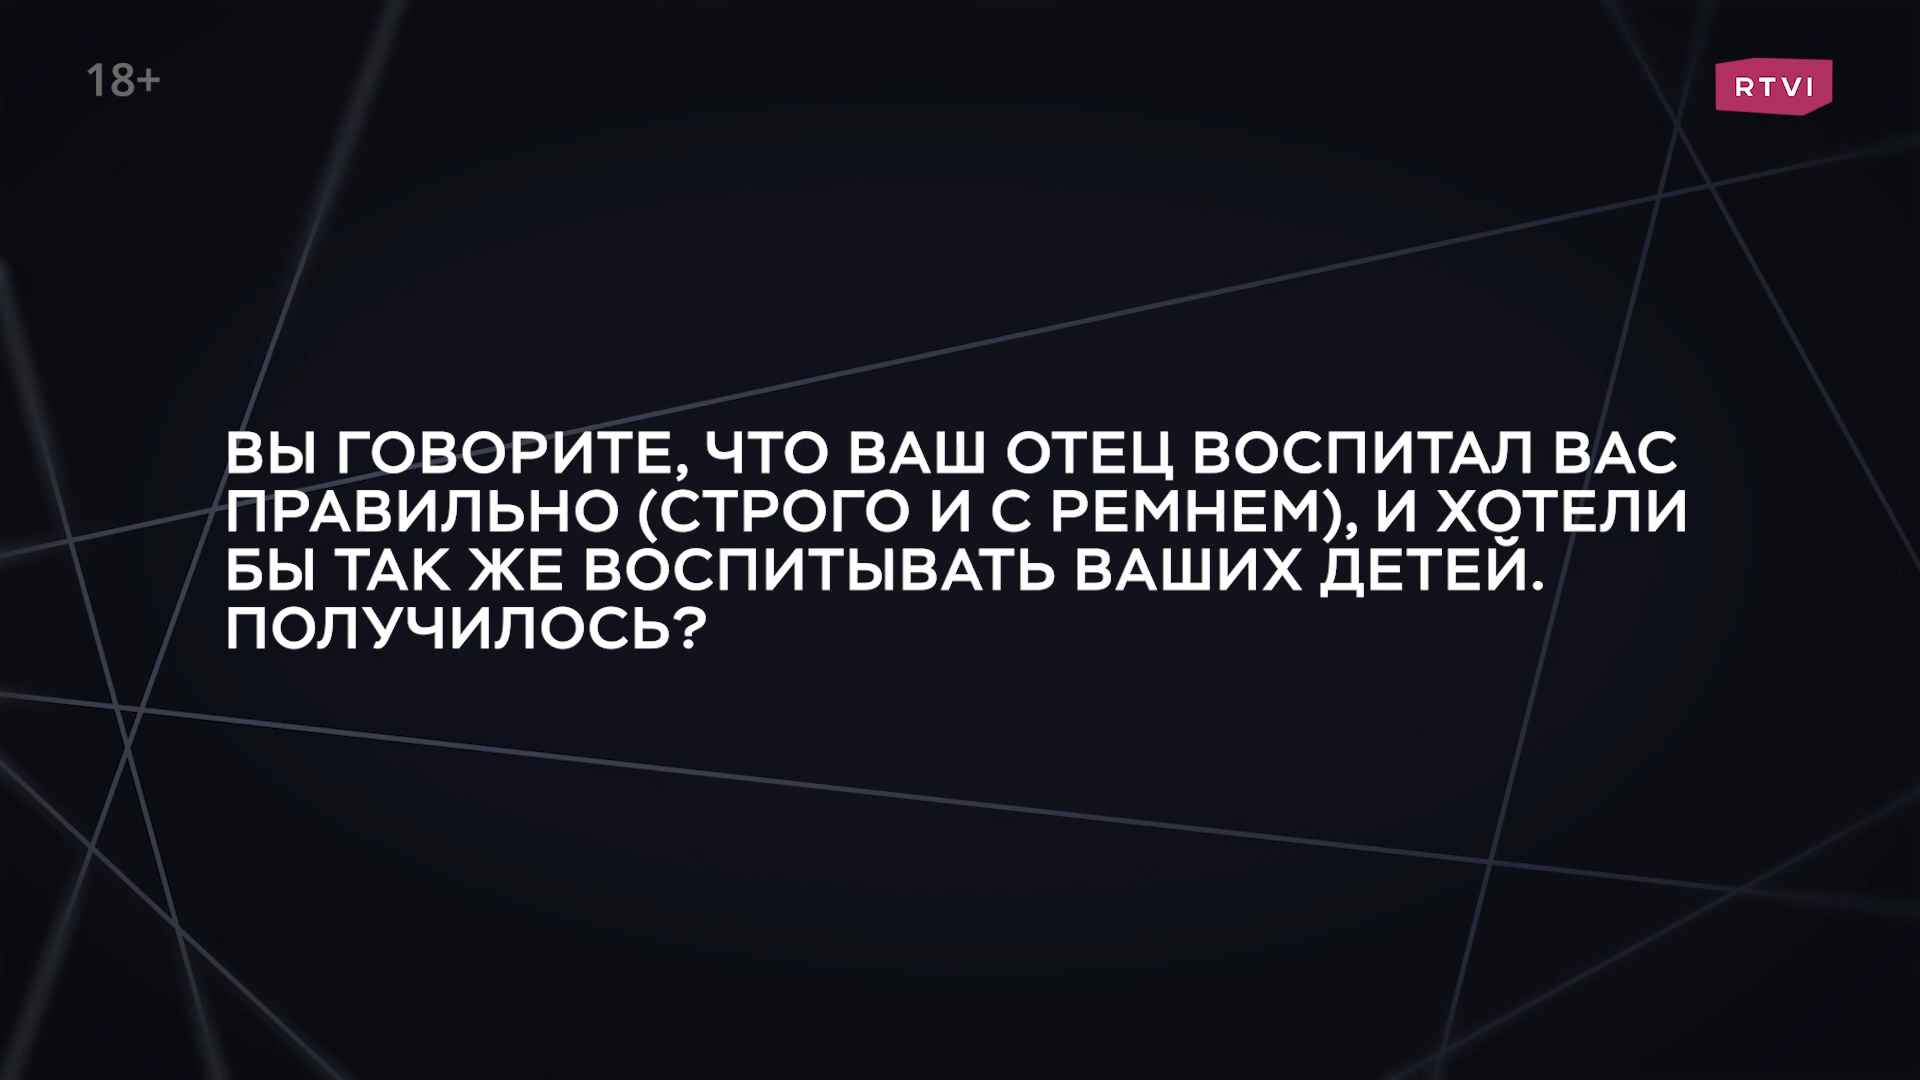 18+
RTVI
ВЫ ГОВОРИТЕ, ЧТО ВАШ ОТЕЦ ВОСПИТАЛ ВАС
ПРАВИЛЬНО (СТРОГО И С РЕМНЕМ), И ХОТЕЛИ
БЫ ТАК ЖЕ ВОСПИТЫВАТЬ ВАШИХ ДЕТЕЙ.
ПОЛУЧИЛОСЬ?